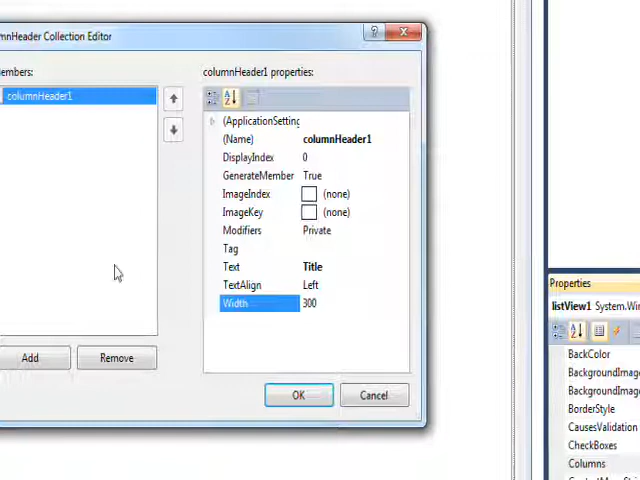 mnHeader Collection Editor
embers:
columnHeader1
columnHeader1 properties:
(ApplicationSetting
(Name) columnHeader1
DisplayIndex 0
GenerateMember True
ImageIndex (none)
ImageKey (none)
Modifiers Private
Tag
Text Title
TextAlign Left
Width 300
Add Remove
OK Cancel
Properties
listView1 System.Wi
BackColor
BackgroundImag
BackgroundImag
BorderStyle
CausesValidation
CheckBoxes
Columns